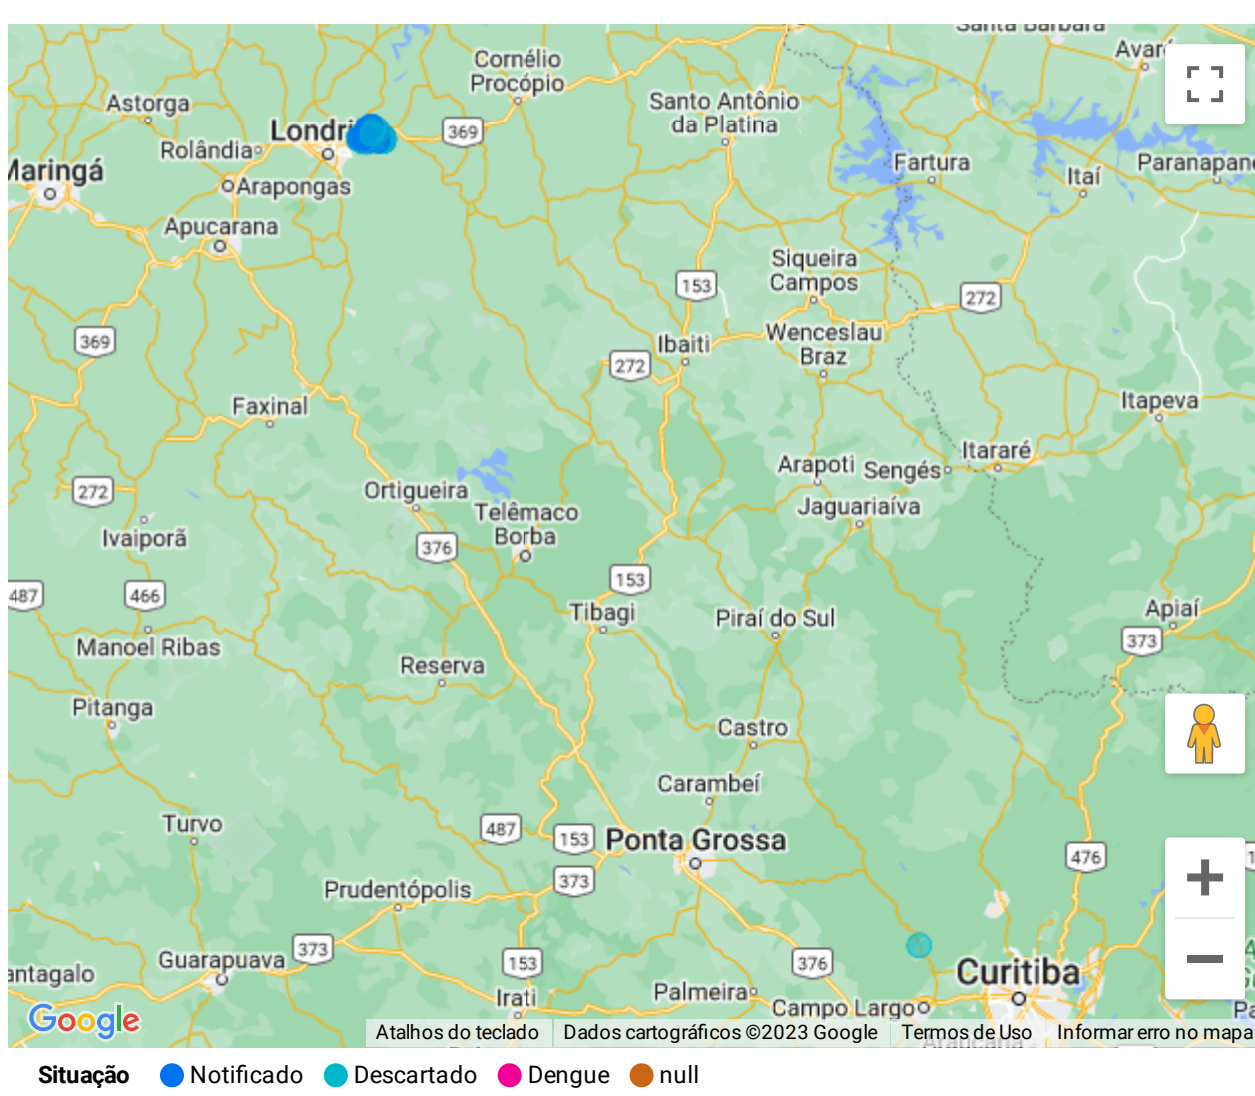 Santa Bárbara
Cornélio
Procópio
Astorga
Londri
369
Santo Antônio
da Platina
Rolândia
Maringá
Arapongas
Fartura
Itaí
Paranapane
Apucarana
Siqueira
Campos
153
272
369
Ibaiti
Wenceslau
Braz
272
Faxinal
Itapeva
Itararé
Arapoti
Sengés
272
Ortigueira
Telêmaco
Borba
Jaguariaíva
Ivaiporã
376
153
487
466
Tibagi
Piraí do Sul
Apiaí
373
Manoel Ribas
Reserva
Pitanga
Castro
Carambeí
Turvo
487
153
Ponta Grossa
476
373
Prudentópolis
373
Guarapuava
153
376
Curitiba
antagalo
Irati
Palmeira
Campo Largo
Google
Atalhos do teclado
Dados cartográficos ©2023 Google
Termos de Uso
Informar erro no mapa
Araucária
Situação Notificado Descartado Dengue null